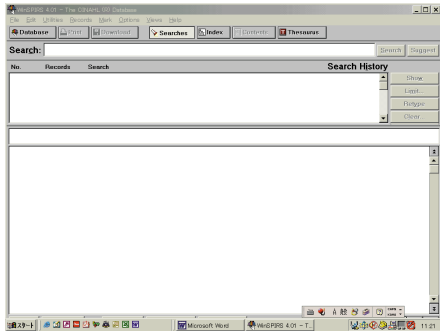 WinSPIRS 4.01 - The CINAHL (R) Database
File Edit Utilities Records Mark Options Views Help
Database Print Download Searches Index Contents Thesaurus
Search: Search Suggest
No. Records Search Search History
Show
Limit...
Retype
Clear...
スタート Microsoft Word WinSPIRS 4.01 - T... 11:21